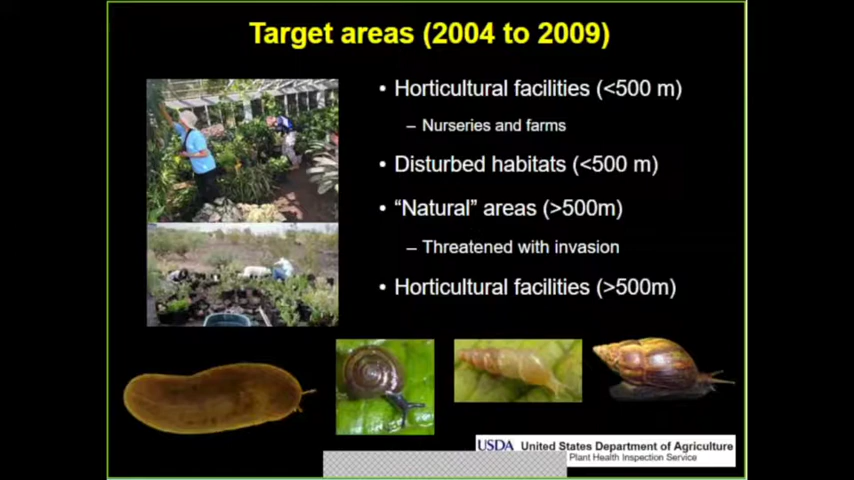 Target areas (2004 to 2009)
• Horticultural facilities (<500 m)
– Nurseries and farms
• Disturbed habitats (<500 m)
• “Natural” areas (>500m)
– Threatened with invasion
• Horticultural facilities (>500m)
USDA United States Department of Agriculture
Plant Health Inspection Service